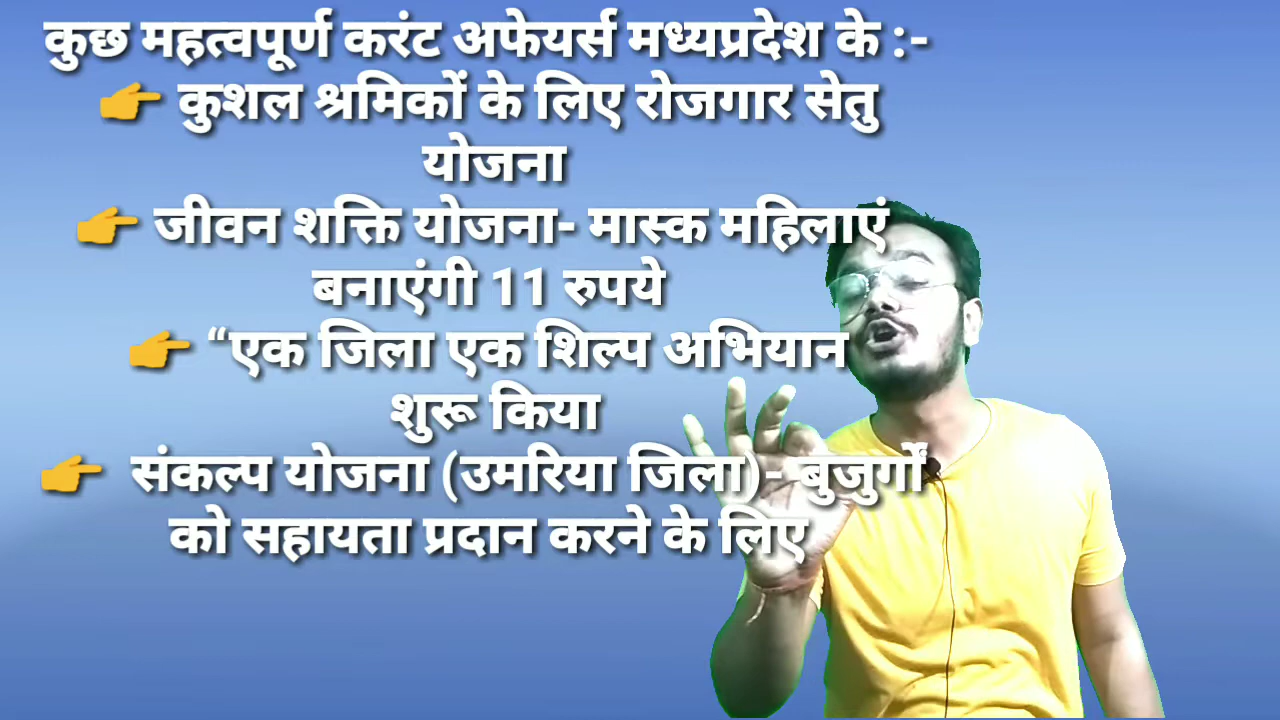 कुछ महत्वपूर्ण करंट अफेयर्स मध्यप्रदेश के :-
👉 कुशल श्रमिकों के लिए रोजगार सेतु
योजना
👉 जीवन शक्ति योजना- मास्क महिलाएं
बनाएंगी 11 रुपये
👉 “एक जिला एक शिल्प अभियान
शुरू किया
👉 संकल्प योजना (उमरिया जिला)- बुजुर्गों
को सहायता प्रदान करने के लिए